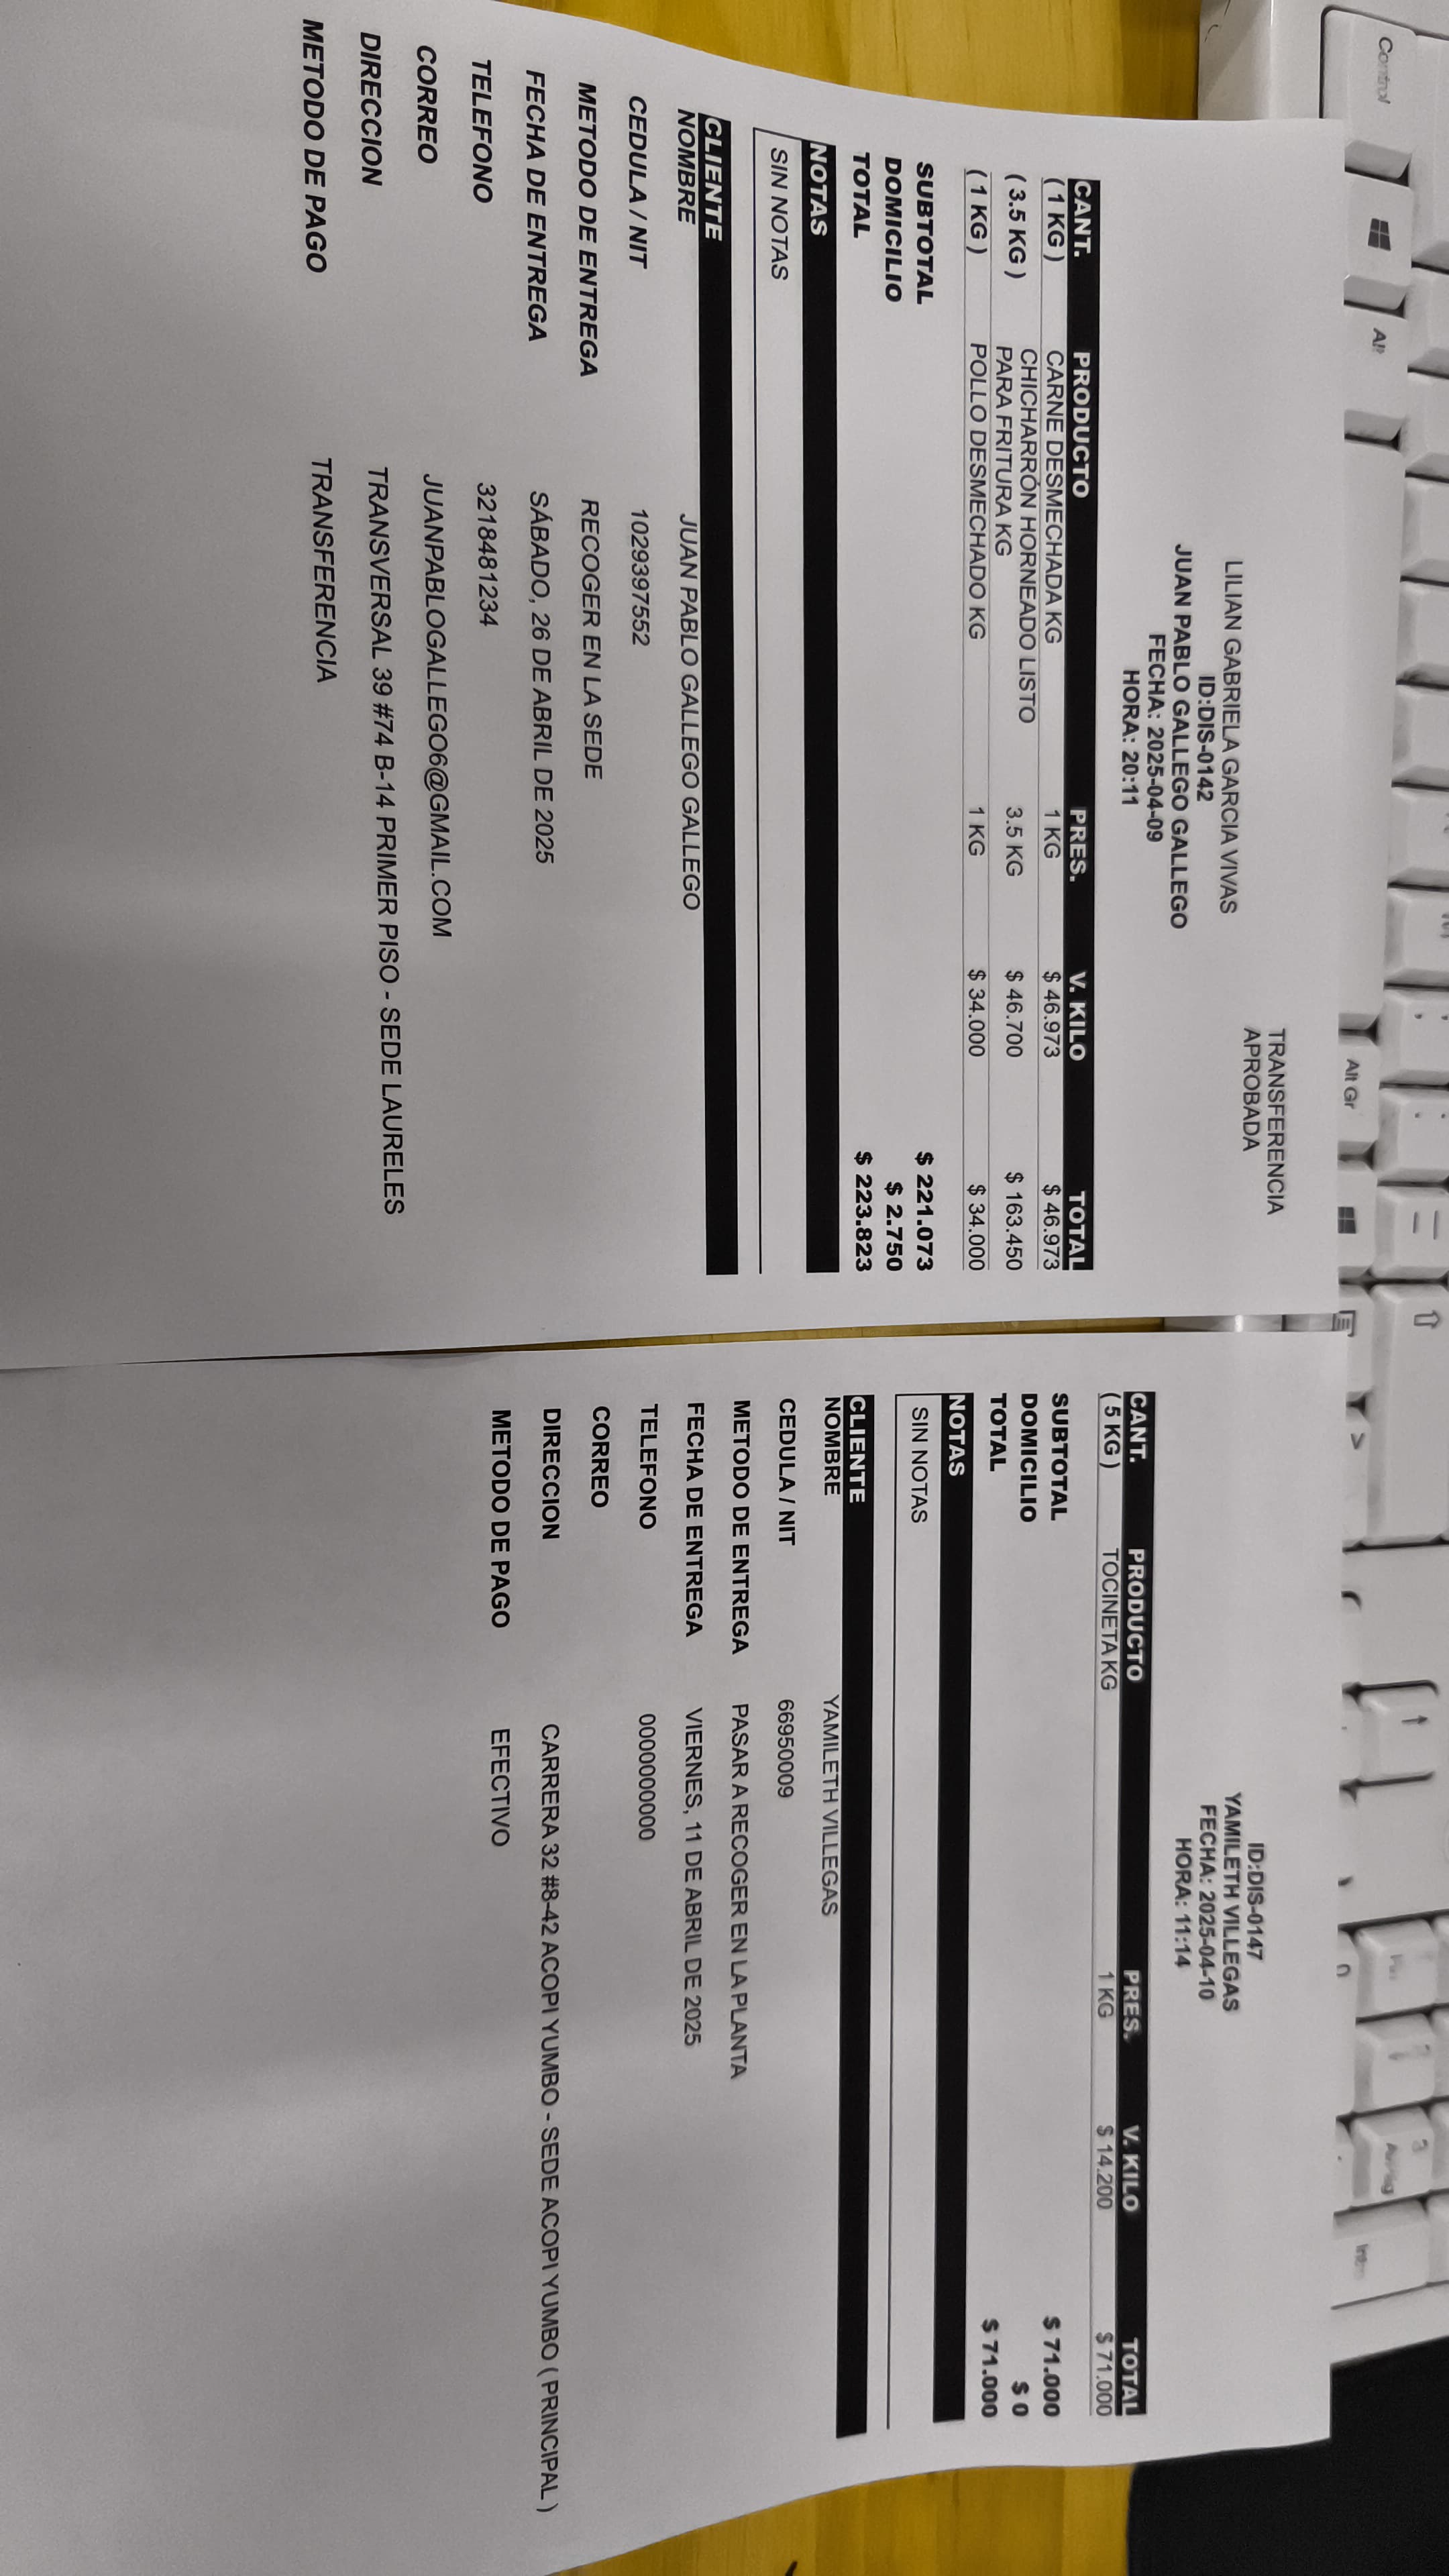 TRANSFERENCIA
APROBADA
LILIAN GABRIELA GARCIA VIVAS
ID:DIS-0142
JUAN PABLO GALLEGO GALLEGO
FECHA: 2025-04-09
HORA: 20:11
CANT. PRODUCTO PRES. V. KILO TOTAL
( 1 KG ) CARNE DESMECHADA KG 1 KG $ 46.973 $ 46.973
( 3.5 KG ) CHICHARRÓN HORNEADO LISTO PARA FRITURA KG 3.5 KG $ 46.700 $ 163.450
( 1 KG ) POLLO DESMECHADO KG 1 KG $ 34.000 $ 34.000
SUBTOTAL $ 221.073
DOMICILIO $ 2.750
TOTAL $ 223.823
NOTAS
SIN NOTAS
CLIENTE
NOMBRE JUAN PABLO GALLEGO GALLEGO
CEDULA / NIT 1029397552
METODO DE ENTREGA RECOGER EN LA SEDE
FECHA DE ENTREGA SÁBADO, 26 DE ABRIL DE 2025
TELEFONO 3218481234
CORREO JUANPABLOGALLEGO6@GMAIL.COM
DIRECCION TRANSVERSAL 39 #74 B-14 PRIMER PISO - SEDE LAURELES
METODO DE PAGO TRANSFERENCIA
ID:DIS-0147
YAMILETH VILLEGAS
FECHA: 2025-04-10
HORA: 11:14
CANT. PRODUCTO PRES. V. KILO TOTAL
( 5 KG ) TOCINETA KG 1 KG $ 14.200 $ 71.000
SUBTOTAL $ 71.000
DOMICILIO $ 0
TOTAL $ 71.000
NOTAS
SIN NOTAS
CLIENTE
NOMBRE YAMILETH VILLEGAS
CEDULA / NIT 66950009
METODO DE ENTREGA PASAR A RECOGER EN LA PLANTA
FECHA DE ENTREGA VIERNES, 11 DE ABRIL DE 2025
TELEFONO 0000000000
CORREO
DIRECCION CARRERA 32 #8-42 ACOPI YUMBO - SEDE ACOPI YUMBO ( PRINCIPAL )
METODO DE PAGO EFECTIVO
Control
Alt
Alt Gr